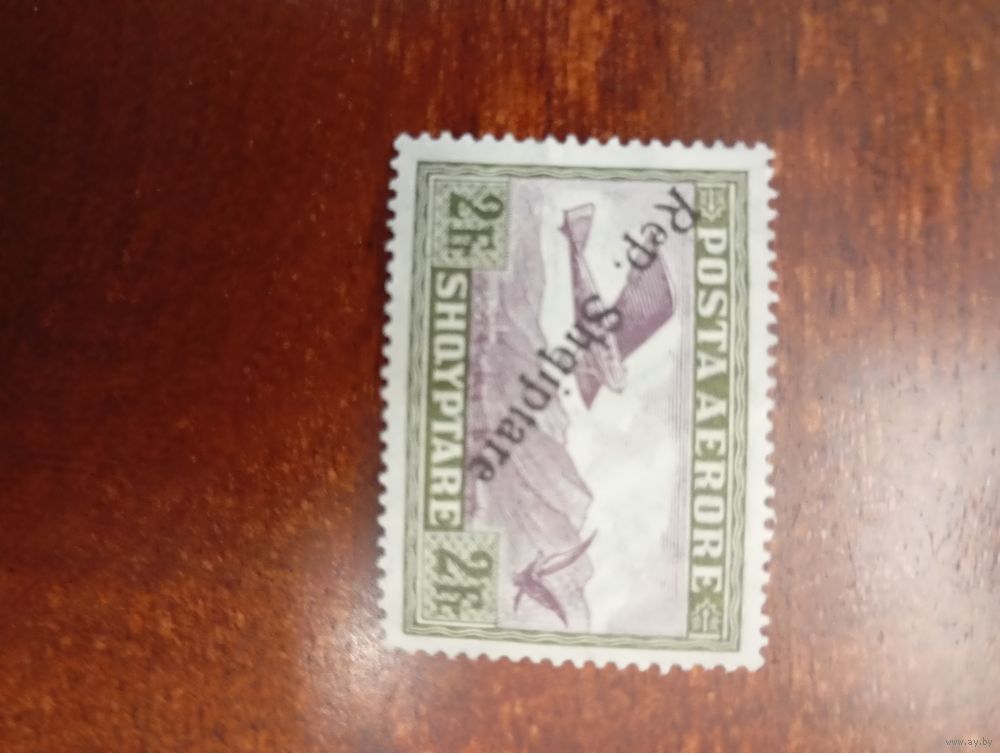 POSTA AERORE
Rep. Shqiptare
2 Fr.
SHQYPTARE
2 Fr.
www.ay.by